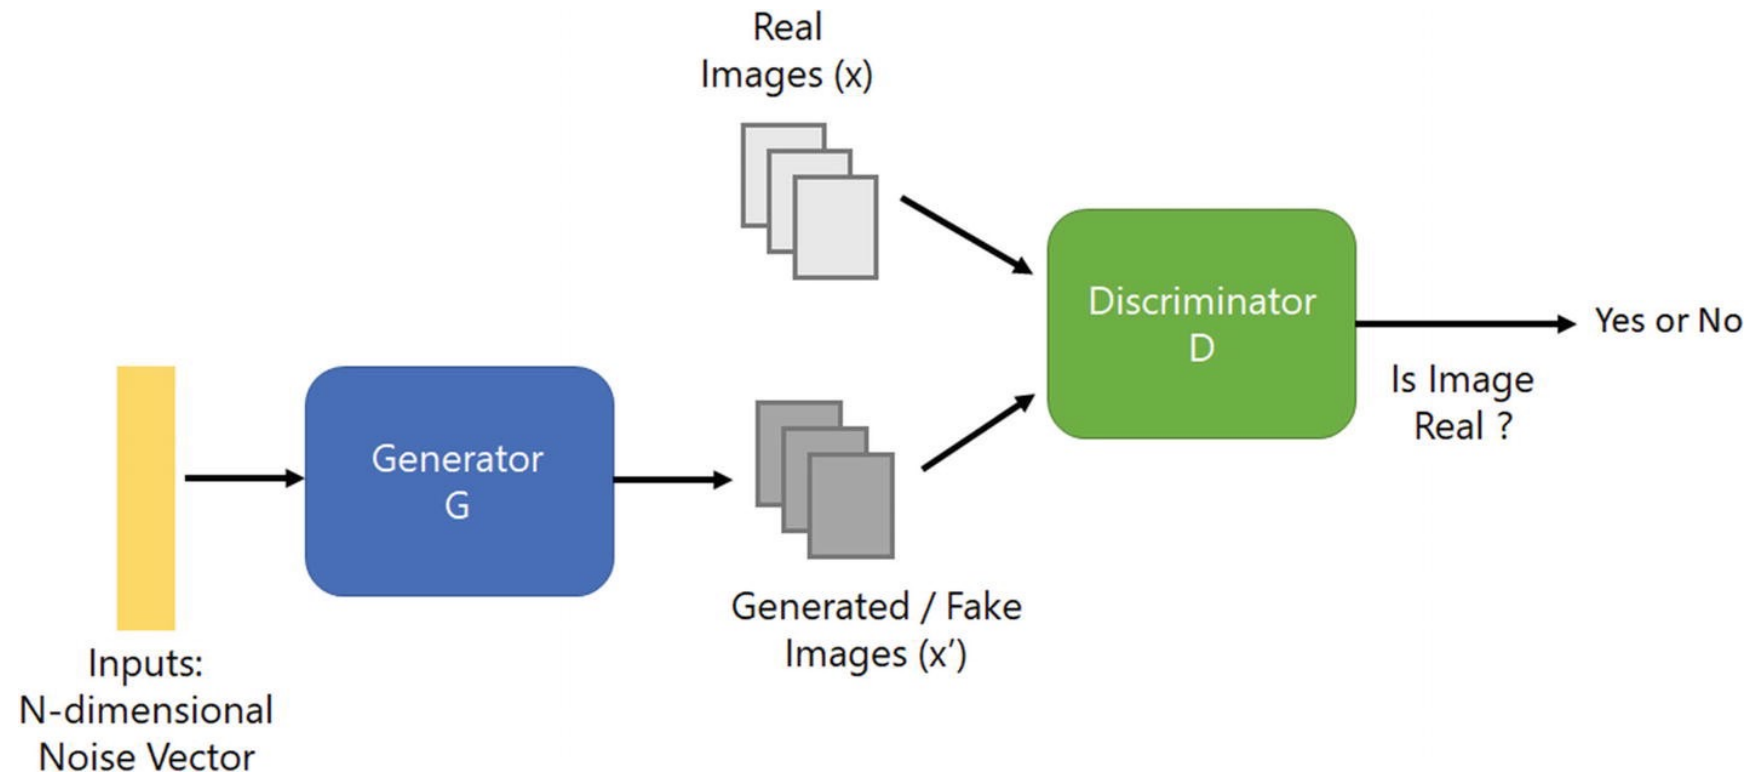 Real
Images (x)
Discriminator
D
Yes or No
Is Image
Real ?
Generator
G
Generated / Fake
Images (x’)
Inputs:
N-dimensional
Noise Vector